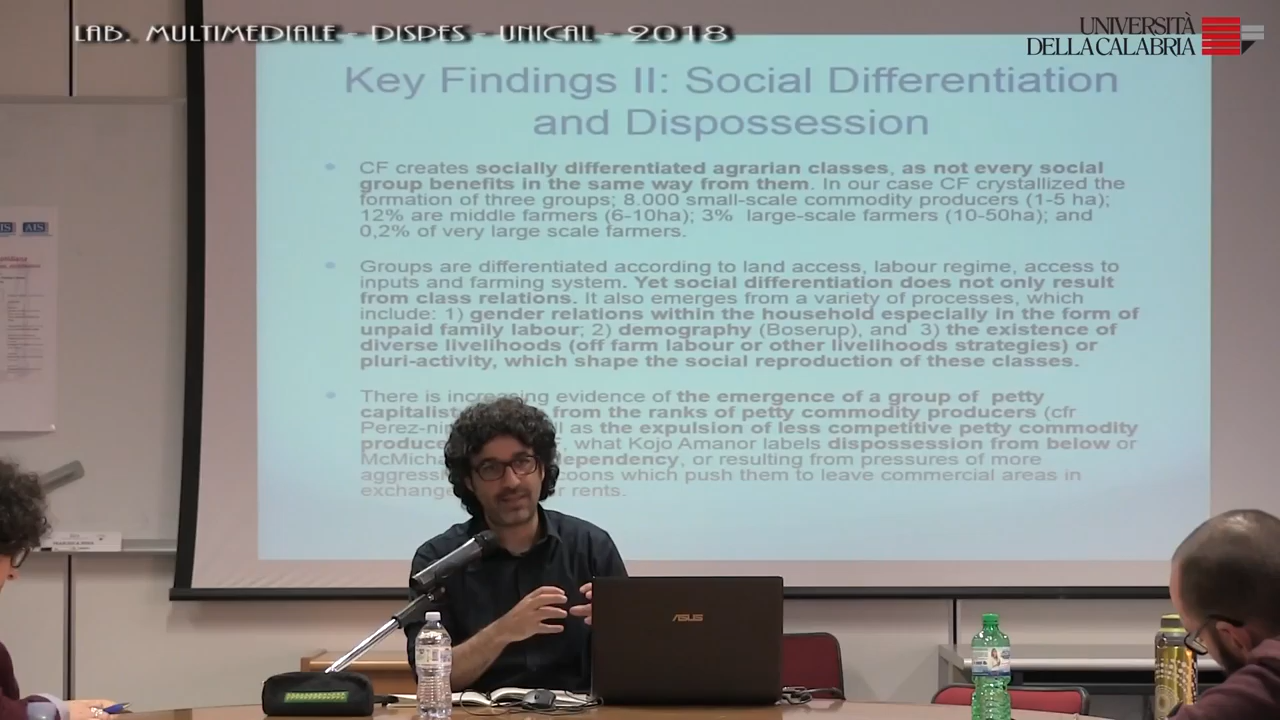 LAB. MULTIMEDIALE - DISPES - UNICAL - 2018
UNIVERSITÀ
DELLA CALABRIA
Key Findings II: Social Differentiation
and Dispossession
CF creates socially differentiated agrarian classes, as not every social
group benefits in the same way from them. In our case CF crystallized the
formation of three groups; 8.000 small-scale commodity producers (1-5 ha);
12% are middle farmers (6-10ha); 3% large-scale farmers (10-50ha); and
0,2% of very large scale farmers.
Groups are differentiated according to land access, labour regime, access to
inputs and farming system. Yet social differentiation does not only result
from class relations. It also emerges from a variety of processes, which
include: 1) gender relations within the household especially in the form of
unpaid family labour; 2) demography (Boserup), and 3) the existence of
diverse livelihoods (off farm labour or other livelihoods strategies) or
pluri-activity, which shape the social reproduction of these classes.
There is increasing evidence of the emergence of a group of petty
capitalist from the ranks of petty commodity producers (cfr
as the expulsion of less competitive petty commodity
what Kojo Amanor labels dispossession from below or
dependency, or resulting from pressures of more
which push them to leave commercial areas in
exchange rents.
AIS
ASUS